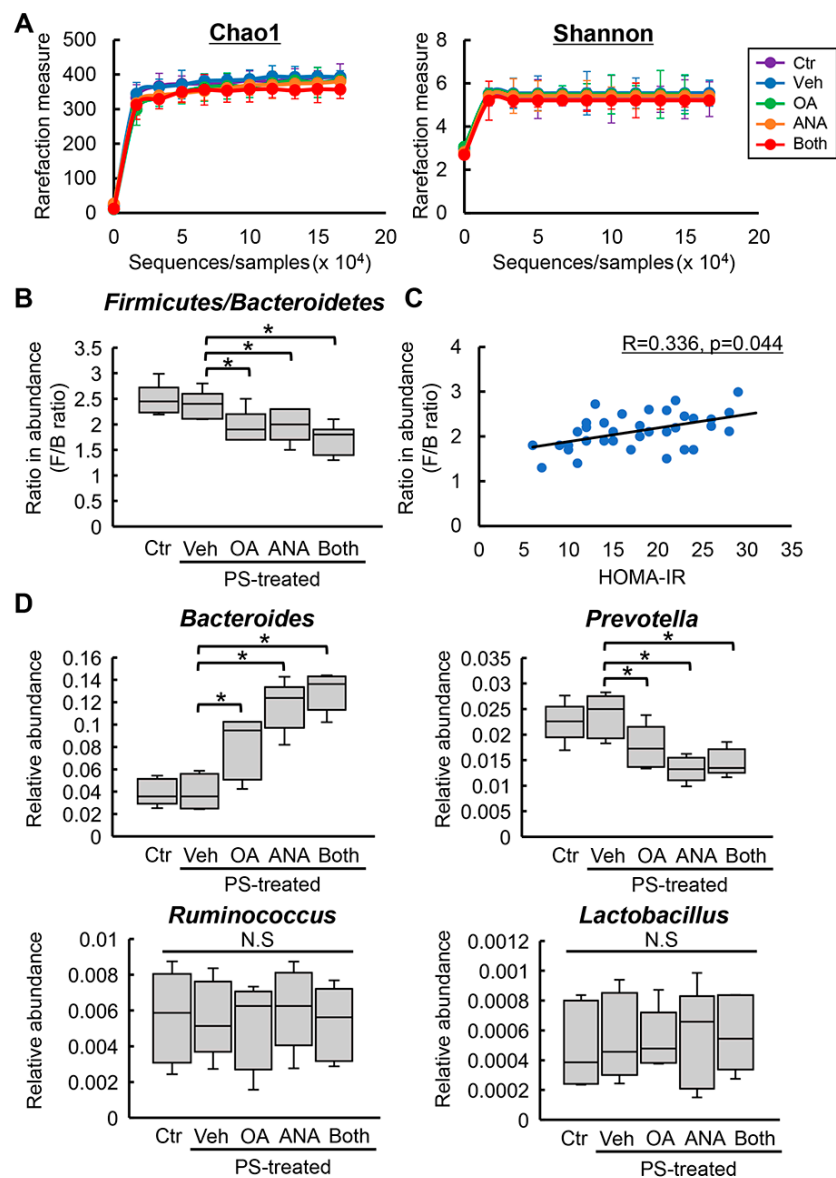 A
Chao1
Shannon
Rarefaction measure
500
400
300
200
100
0
0
5
10
15
20
Sequences/samples (x 10⁴)
Rarefaction measure
8
6
4
2
0
5
10
15
20
Sequences/samples (x 10⁴)
Ctr
Veh
OA
ANA
Both
B
Firmicutes/Bacteroidetes
Ratio in abundance
(F/B ratio)
3.5
3
2.5
2
1.5
1
0.5
0
*
*
*
Ctr Veh OA ANA Both
PS-treated
C
R=0.336, p=0.044
Ratio in abundance
(F/B ratio)
4
3
2
1
0
0 5 10 15 20 25 30 35
HOMA-IR
D
Bacteroides
Relative abundance
0.16
0.14
0.12
0.1
0.08
0.06
0.04
0.02
0
*
*
*
Ctr Veh OA ANA Both
PS-treated
Prevotella
Relative abundance
0.035
0.03
0.025
0.02
0.015
0.01
0.005
0
*
*
*
Ctr Veh OA ANA Both
PS-treated
Ruminococcus
N.S
Relative abundance
0.01
0.008
0.006
0.004
0.002
0
Ctr Veh OA ANA Both
PS-treated
Lactobacillus
N.S
Relative abundance
0.0012
0.001
0.0008
0.0006
0.0004
0.0002
0
Ctr Veh OA ANA Both
PS-treated